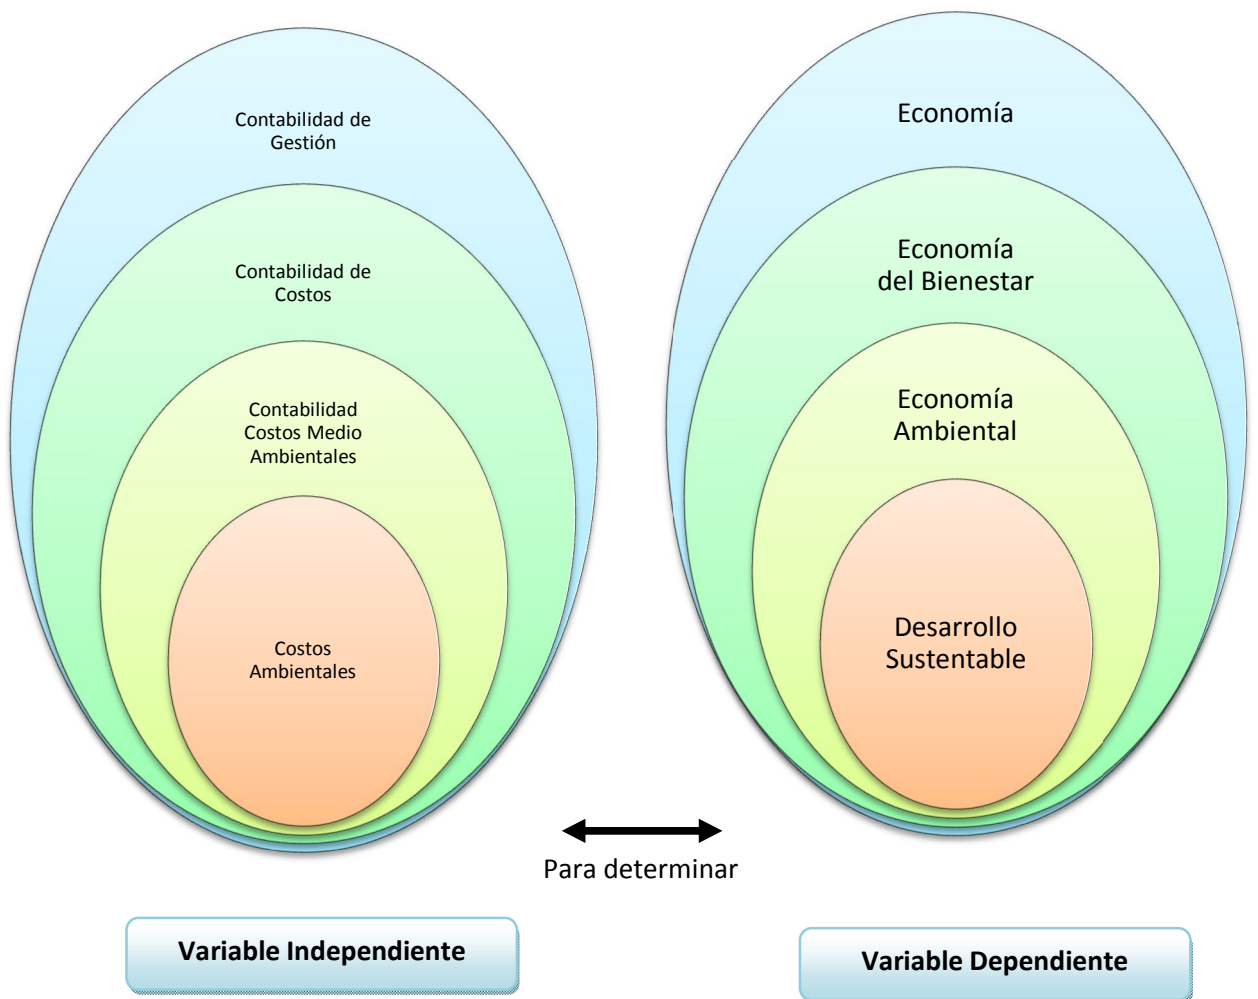 Contabilidad de
Gestión
Contabilidad de
Costos
Contabilidad
Costos Medio
Ambientales
Costos
Ambientales
Economía
Economía
del Bienestar
Economía
Ambiental
Desarrollo
Sustentable
Para determinar
Variable Independiente
Variable Dependiente